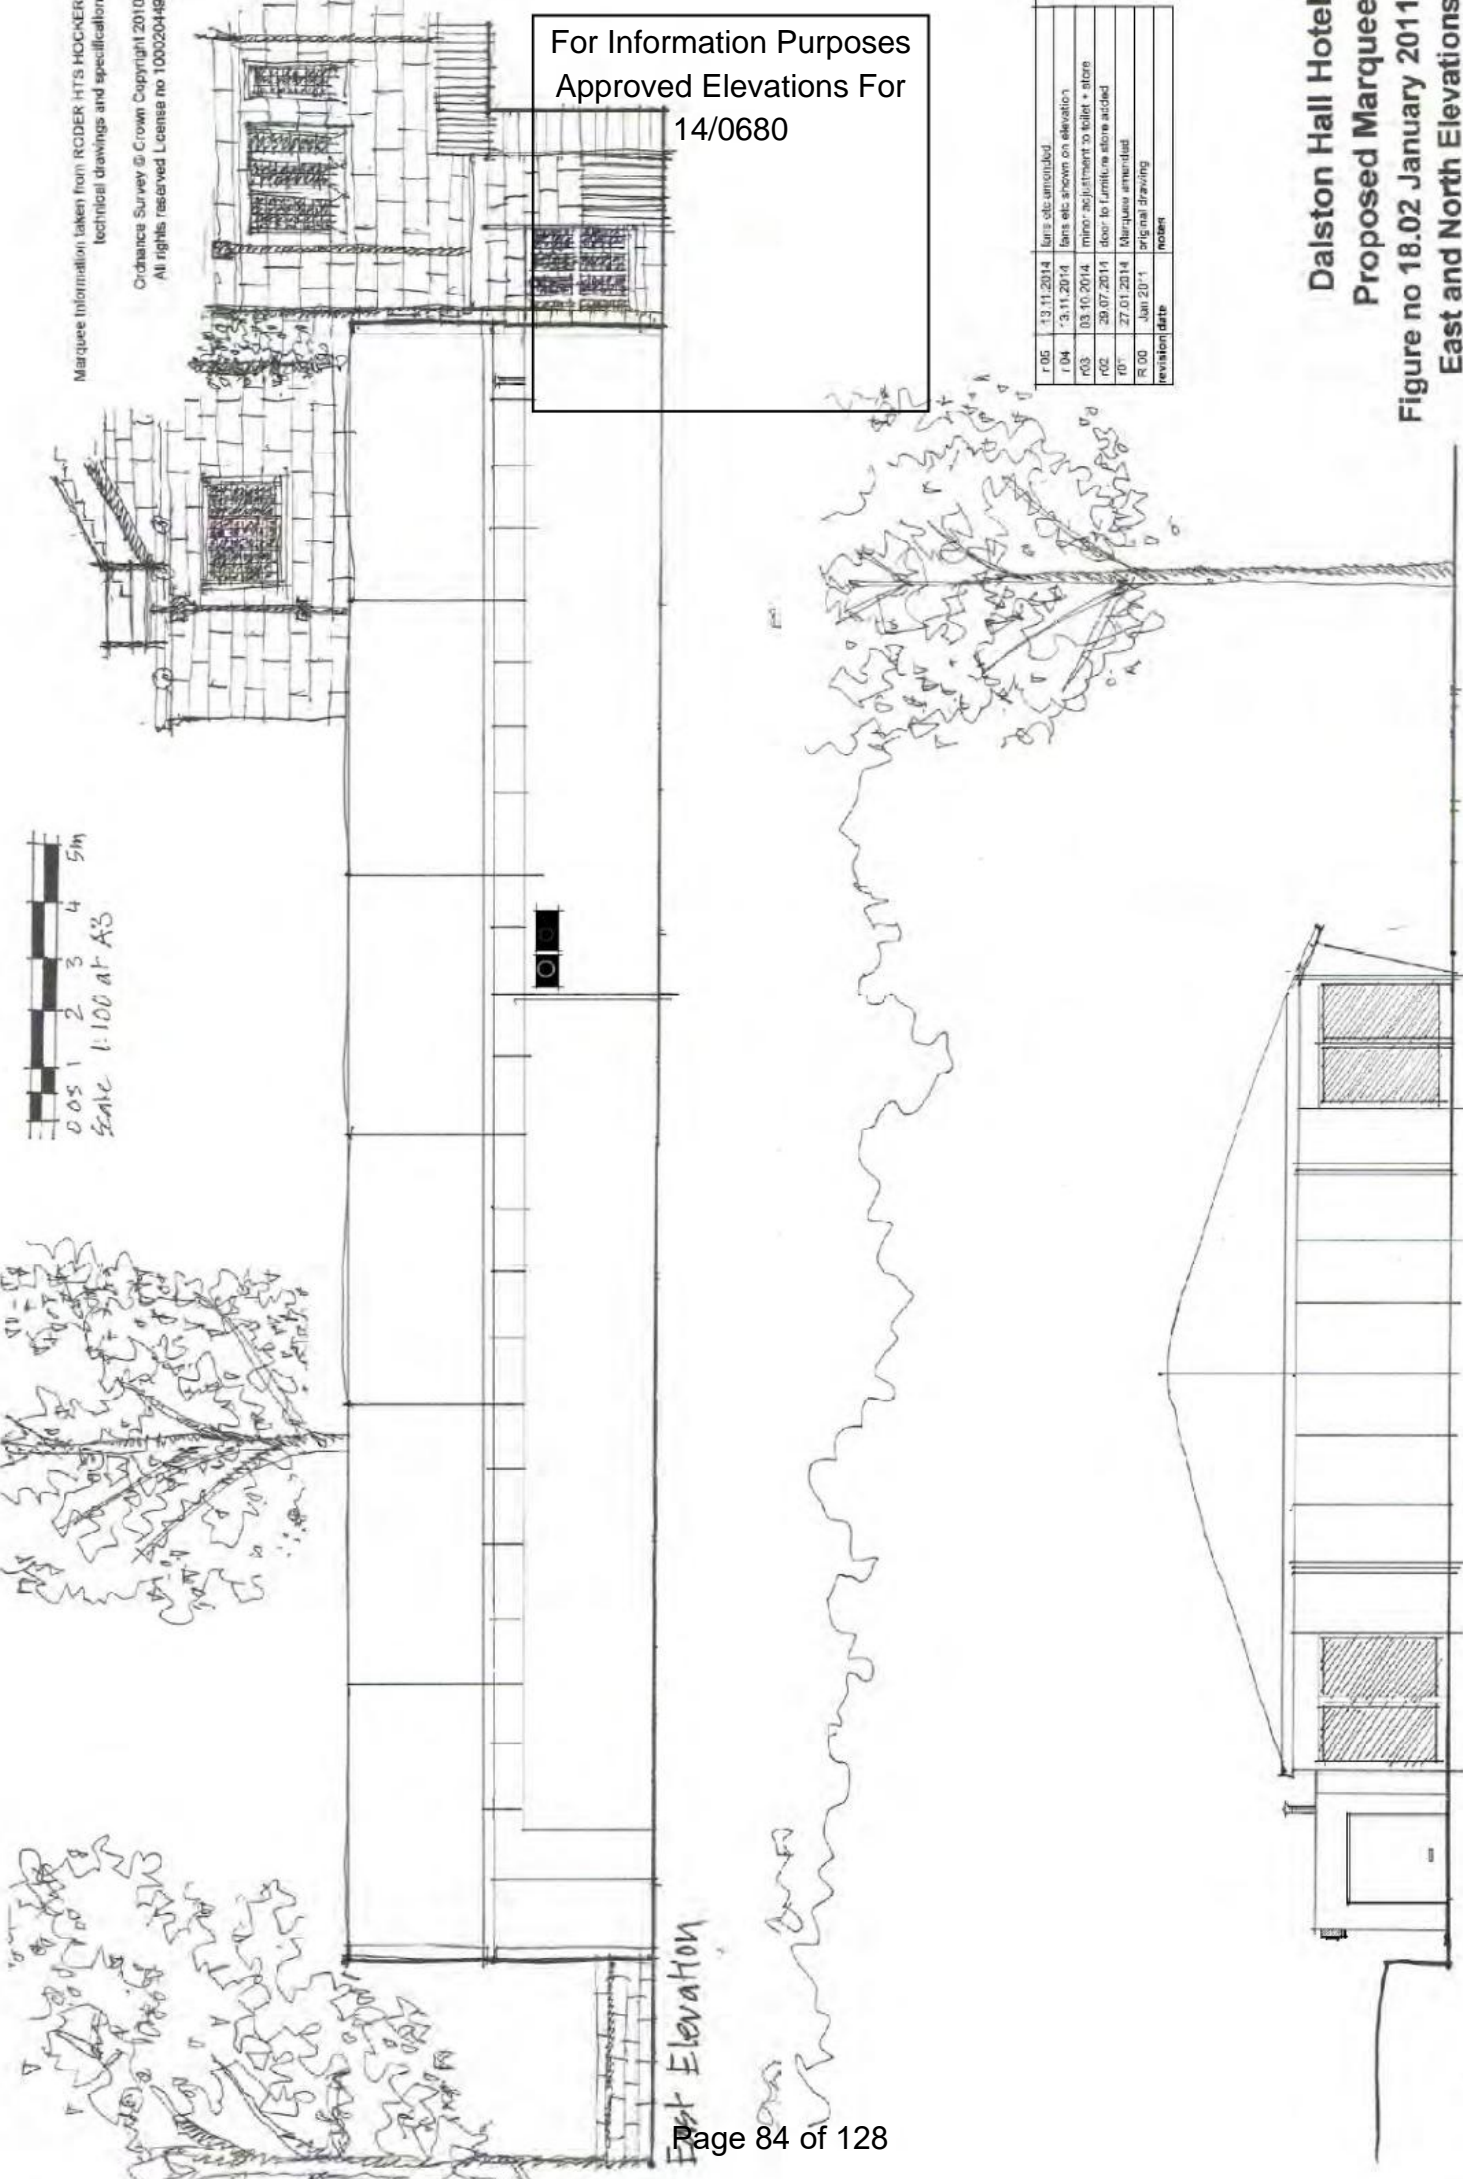 Marquee Information taken from RODER HTS HOCKER
technical drawings and specification
Ordnance Survey © Crown Copyright 2010
All rights reserved License no 100020449
For Information Purposes
Approved Elevations For
14/0680
0 0.5 1 2 3 4 5m
Scale 1:100 at A3
East Elevation
r 05 13.11.2014 fans etc amended.
r 04 13.11.2014 fans etc shown on elevation
r03 03.10.2014 minor adjustment to toilet + store
r02 29.07.2014 door to furniture store added
r01 27.01.2014 Marquee amended
R 00 Jan 2011 original drawing
revision date notes
Dalston Hall Hotel
Proposed Marquee
Figure no 18.02 January 2011
East and North Elevations
Page 84 of 128